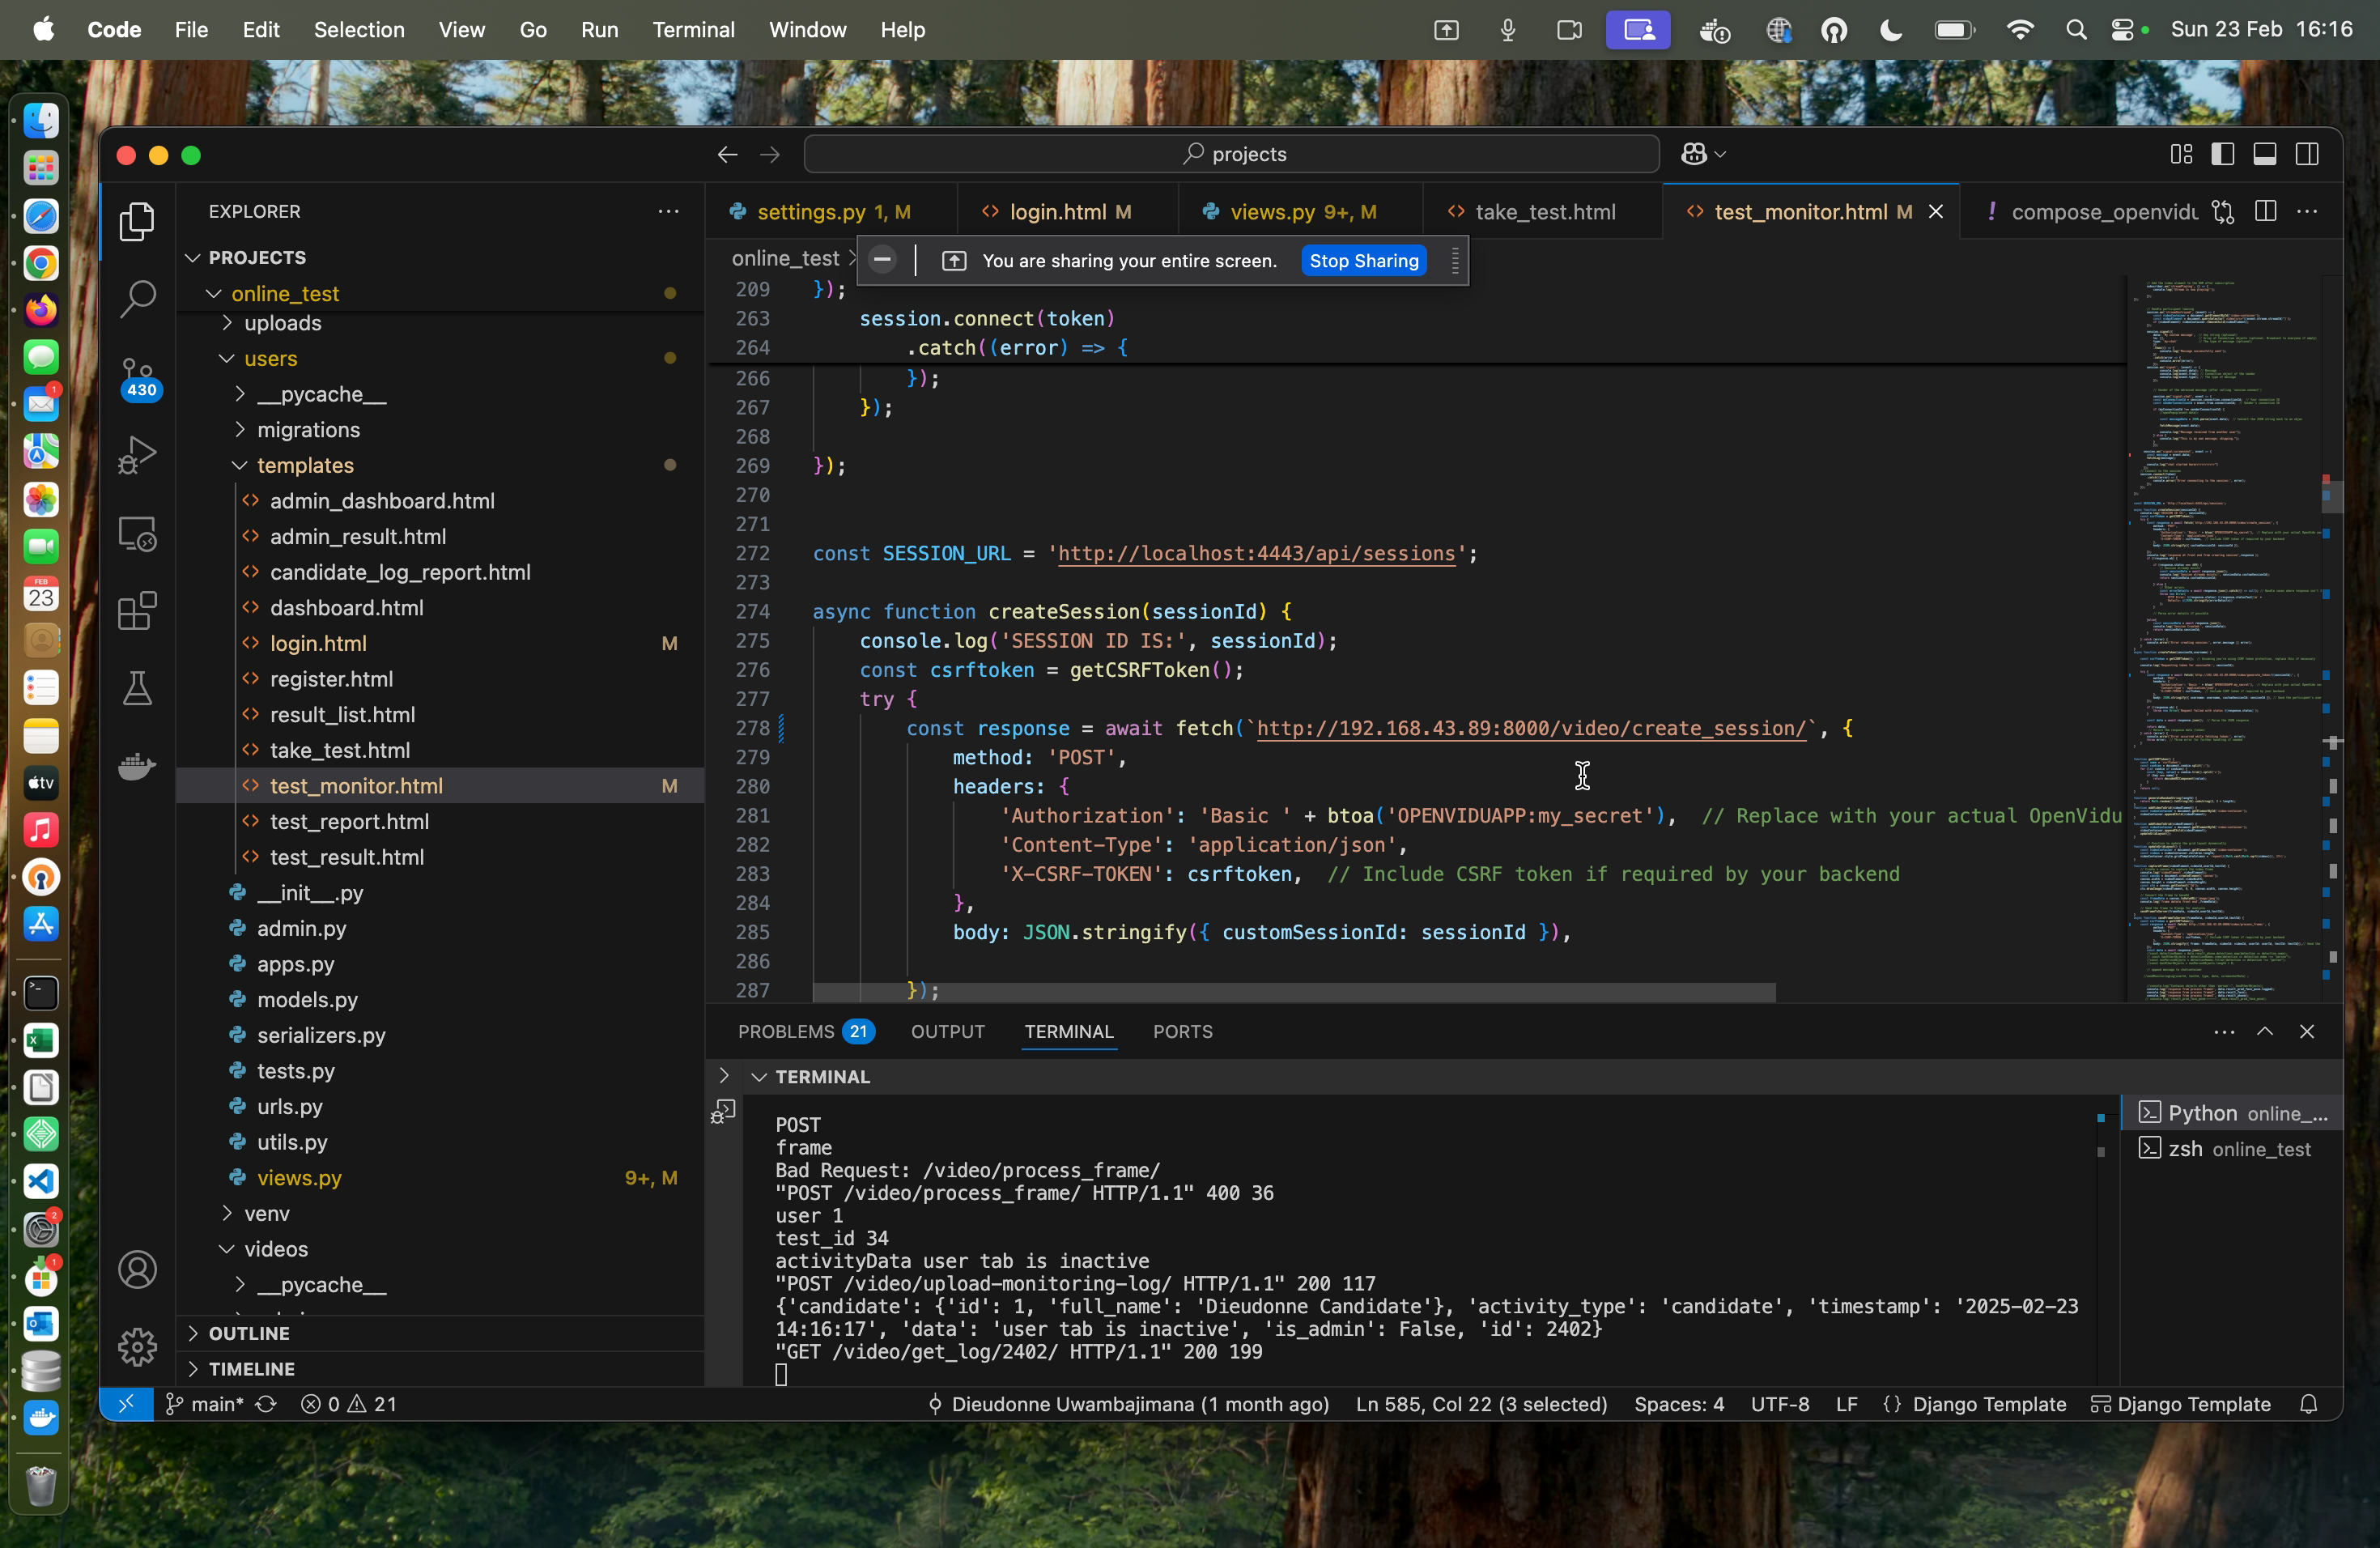 Code File Edit Selection View Go Run Terminal Window Help
Sun 23 Feb 16:16
projects
EXPLORER
settings.py 1, M
login.html M
views.py 9+, M
take_test.html
test_monitor.html M
compose_openvidu
online_test
You are sharing your entire screen.
Stop Sharing
PROJECTS
online_test
uploads
users
__pycache__
migrations
templates
admin_dashboard.html
admin_result.html
candidate_log_report.html
dashboard.html
login.html M
register.html
result_list.html
take_test.html
test_monitor.html M
test_report.html
test_result.html
__init__.py
admin.py
apps.py
models.py
serializers.py
tests.py
urls.py
utils.py
views.py 9+, M
venv
videos
__pycache__
OUTLINE
TIMELINE
430
FEB
23
tv
1
2
1
209 });
263 session.connect(token)
264 .catch((error) => {
266 });
267 });
268
269 });
270
271
272 const SESSION_URL = 'http://localhost:4443/api/sessions';
273
274 async function createSession(sessionId) {
275 console.log('SESSION ID IS:', sessionId);
276 const csrftoken = getCSRFToken();
277 try {
278 const response = await fetch(`http://192.168.43.89:8000/video/create_session/`, {
279 method: 'POST',
280 headers: {
281 'Authorization': 'Basic ' + btoa('OPENVIDUAPP:my_secret'), // Replace with your actual OpenVidu
282 'Content-Type': 'application/json',
283 'X-CSRF-TOKEN': csrftoken, // Include CSRF token if required by your backend
284 },
285 body: JSON.stringify({ customSessionId: sessionId }),
286
287 });
PROBLEMS 21 OUTPUT TERMINAL PORTS
TERMINAL
POST
frame
Bad Request: /video/process_frame/
"POST /video/process_frame/ HTTP/1.1" 400 36
user 1
test_id 34
activityData user tab is inactive
"POST /video/upload-monitoring-log/ HTTP/1.1" 200 117
{'candidate': {'id': 1, 'full_name': 'Dieudonne Candidate'}, 'activity_type': 'candidate', 'timestamp': '2025-02-23
14:16:17', 'data': 'user tab is inactive', 'is_admin': False, 'id': 2402}
"GET /video/get_log/2402/ HTTP/1.1" 200 199
Python online_...
zsh online_test
main* 0 21
Dieudonne Uwambajimana (1 month ago)
Ln 585, Col 22 (3 selected)
Spaces: 4
UTF-8
LF
{} Django Template
Django Template